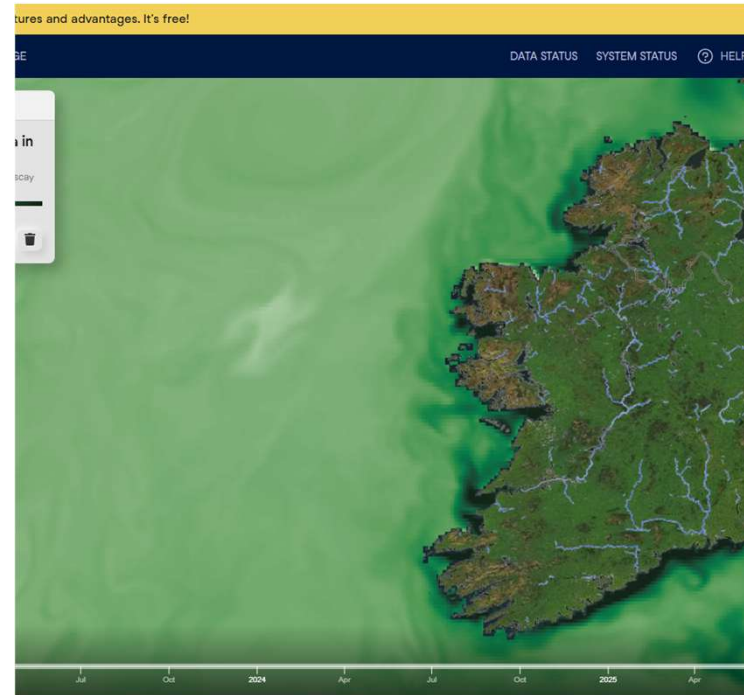 tures and advantages. It's free!
GE DATA STATUS SYSTEM STATUS ? HELP
a in
scay
Jul Oct 2024 Apr Jul Oct 2025 Apr